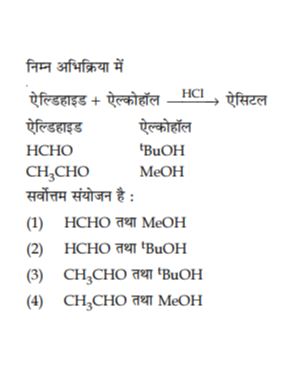 निम्न अभिक्रिया में
ऐल्डिहाइड + ऐल्कोहॉल —HCl→ ऐसिटल
ऐल्डिहाइड ऐल्कोहॉल
HCHO ᵗBuOH
CH₃CHO MeOH
सर्वोत्तम संयोजन है :
(1) HCHO तथा MeOH
(2) HCHO तथा ᵗBuOH
(3) CH₃CHO तथा ᵗBuOH
(4) CH₃CHO तथा MeOH